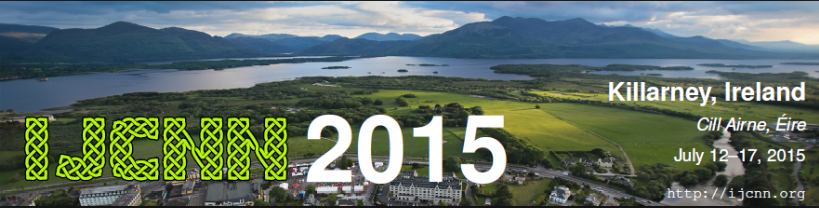 IJCNN 2015
Killarney, Ireland
Cill Airne, Éire
July 12–17, 2015
http://ijcnn.org